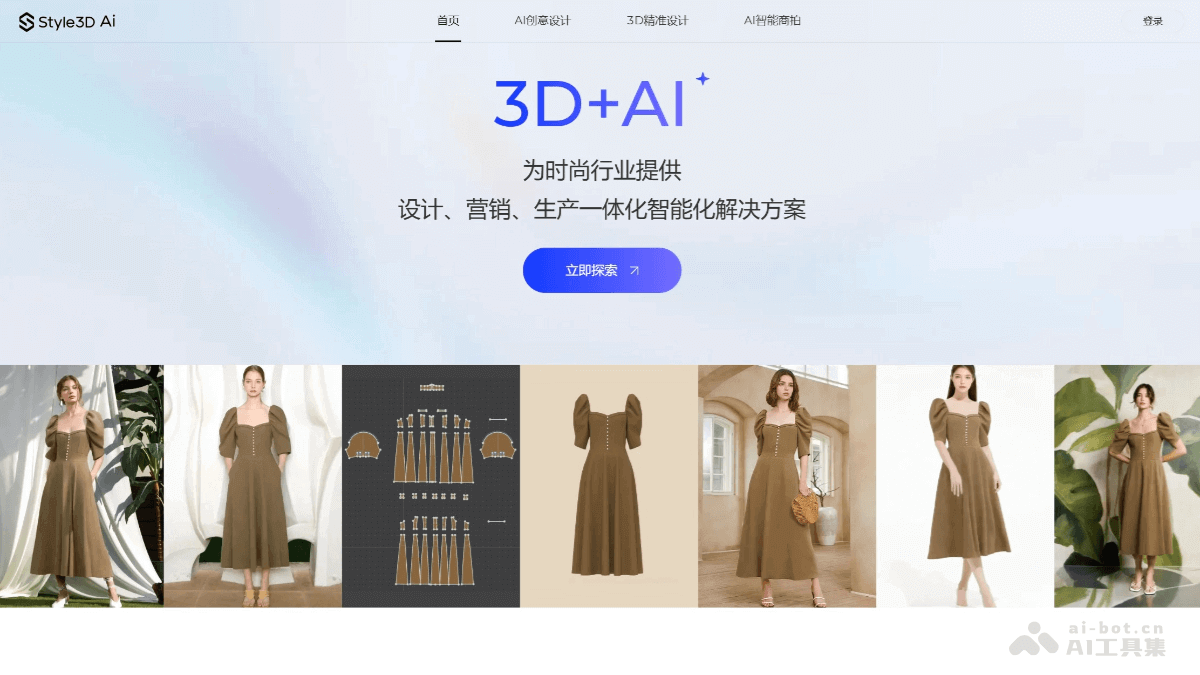 Style3D Ai
首页
AI创意设计
3D精准设计
AI智能商拍
登录
3D+AI
为时尚行业提供
设计、营销、生产一体化智能化解决方案
立即探索
ai-bot.cn
AI工具集